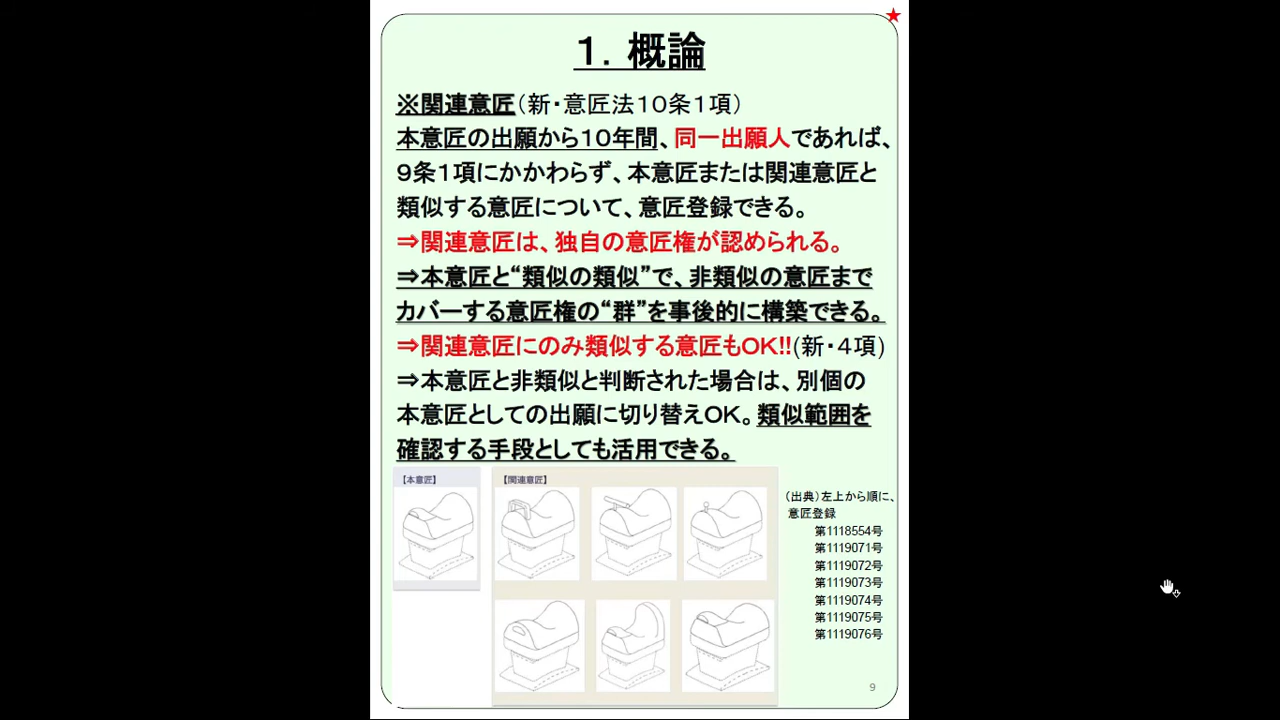 １．概論
※関連意匠（新・意匠法１０条１項）
本意匠の出願から１０年間、同一出願人であれば、
９条１項にかかわらず、本意匠または関連意匠と
類似する意匠について、意匠登録できる。
⇒関連意匠は、独自の意匠権が認められる。
⇒本意匠と“類似の類似”で、非類似の意匠まで
カバーする意匠権の“群”を事後的に構築できる。
⇒関連意匠にのみ類似する意匠もＯＫ!!(新・４項)
⇒本意匠と非類似と判断された場合は、別個の
本意匠としての出願に切り替えＯＫ。類似範囲を
確認する手段としても活用できる。
【本意匠】
【関連意匠】
（出典）左上から順に、
意匠登録
第1118554号
第1119071号
第1119072号
第1119073号
第1119074号
第1119075号
第1119076号
9